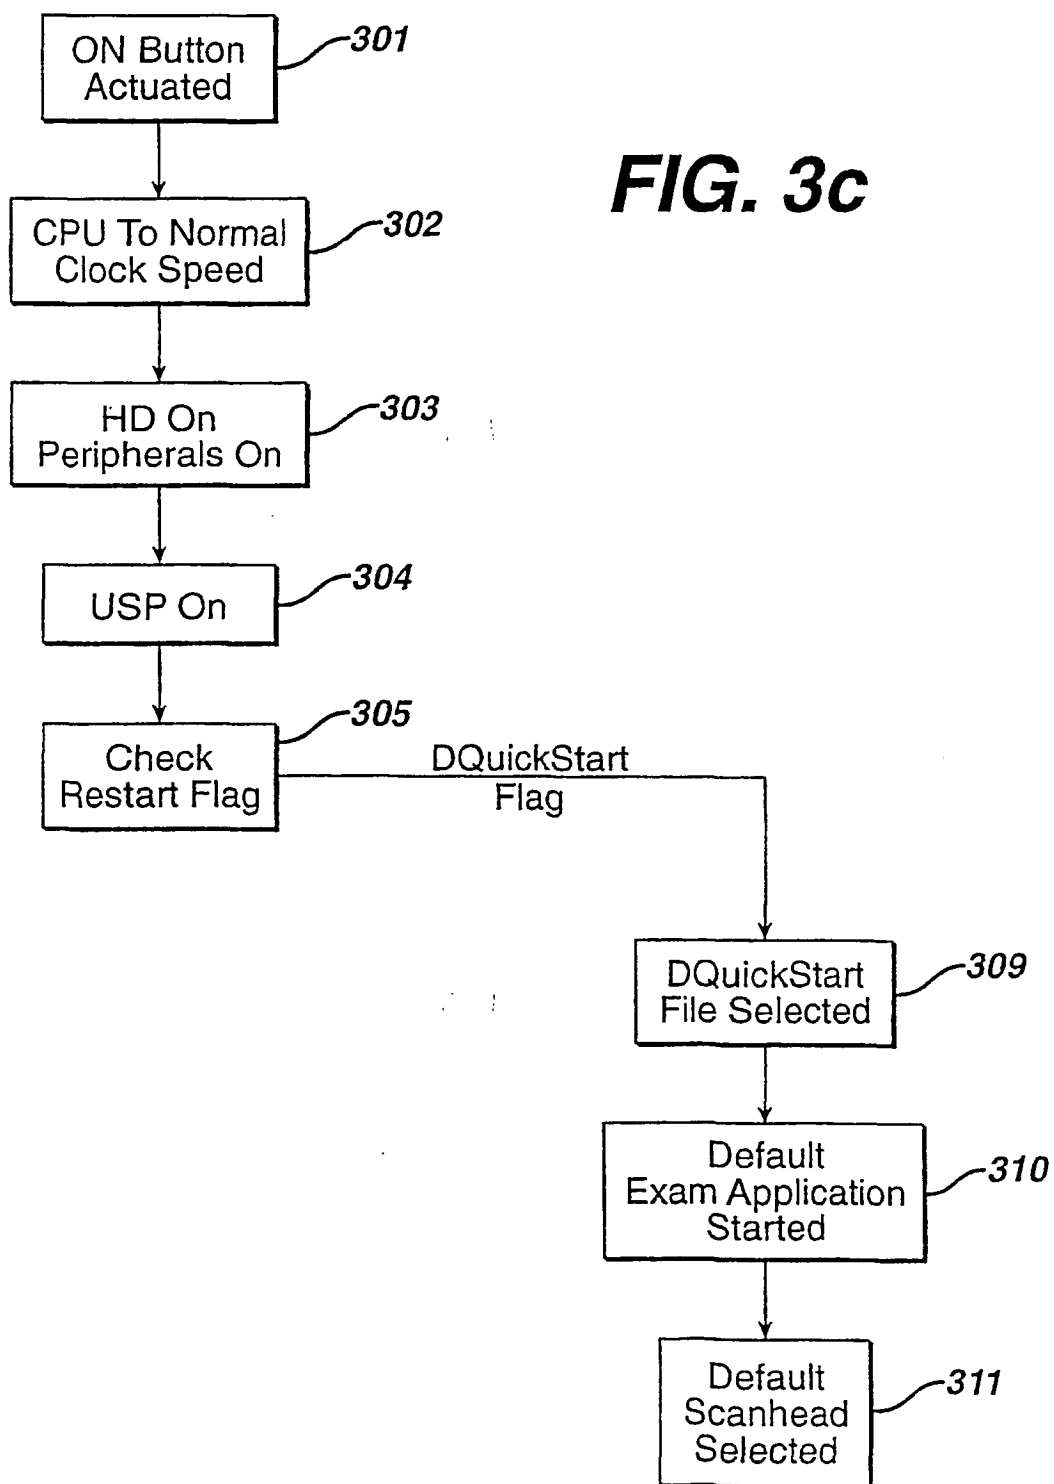 ON Button
Actuated
301
FIG. 3c
CPU To Normal
Clock Speed
302
HD On
Peripherals On
303
USP On
304
Check
Restart Flag
305
DQuickStart
Flag
DQuickStart
File Selected
309
Default
Exam Application
Started
310
Default
Scanhead
Selected
311